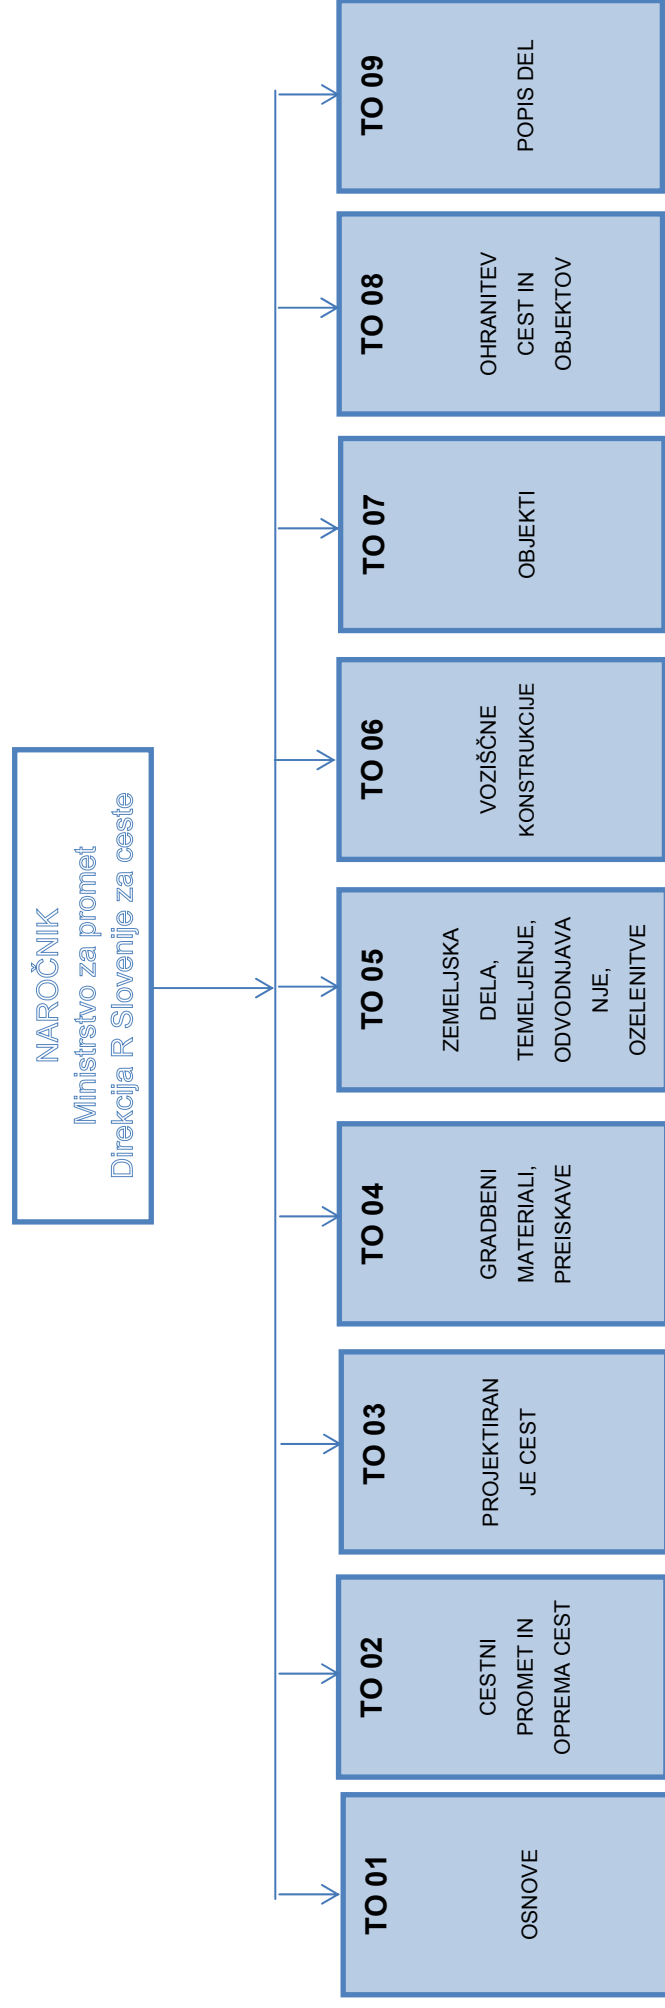 NAROČNIK
Ministrstvo za promet
Direkcija R Slovenije za ceste
TO 01
OSNOVE
TO 02
CESTNI
PROMET IN
OPREMA CEST
TO 03
PROJEKTIRAN
JE CEST
TO 04
GRADBENI
MATERIALI,
PREISKAVE
TO 05
ZEMELJSKA
DELA,
TEMELJENJE,
ODVODNJAVA
NJE,
OZELENITVE
TO 06
VOZIŠČNE
KONSTRUKCIJE
TO 07
OBJEKTI
TO 08
OHRANITEV
CEST IN
OBJEKTOV
TO 09
POPIS DEL